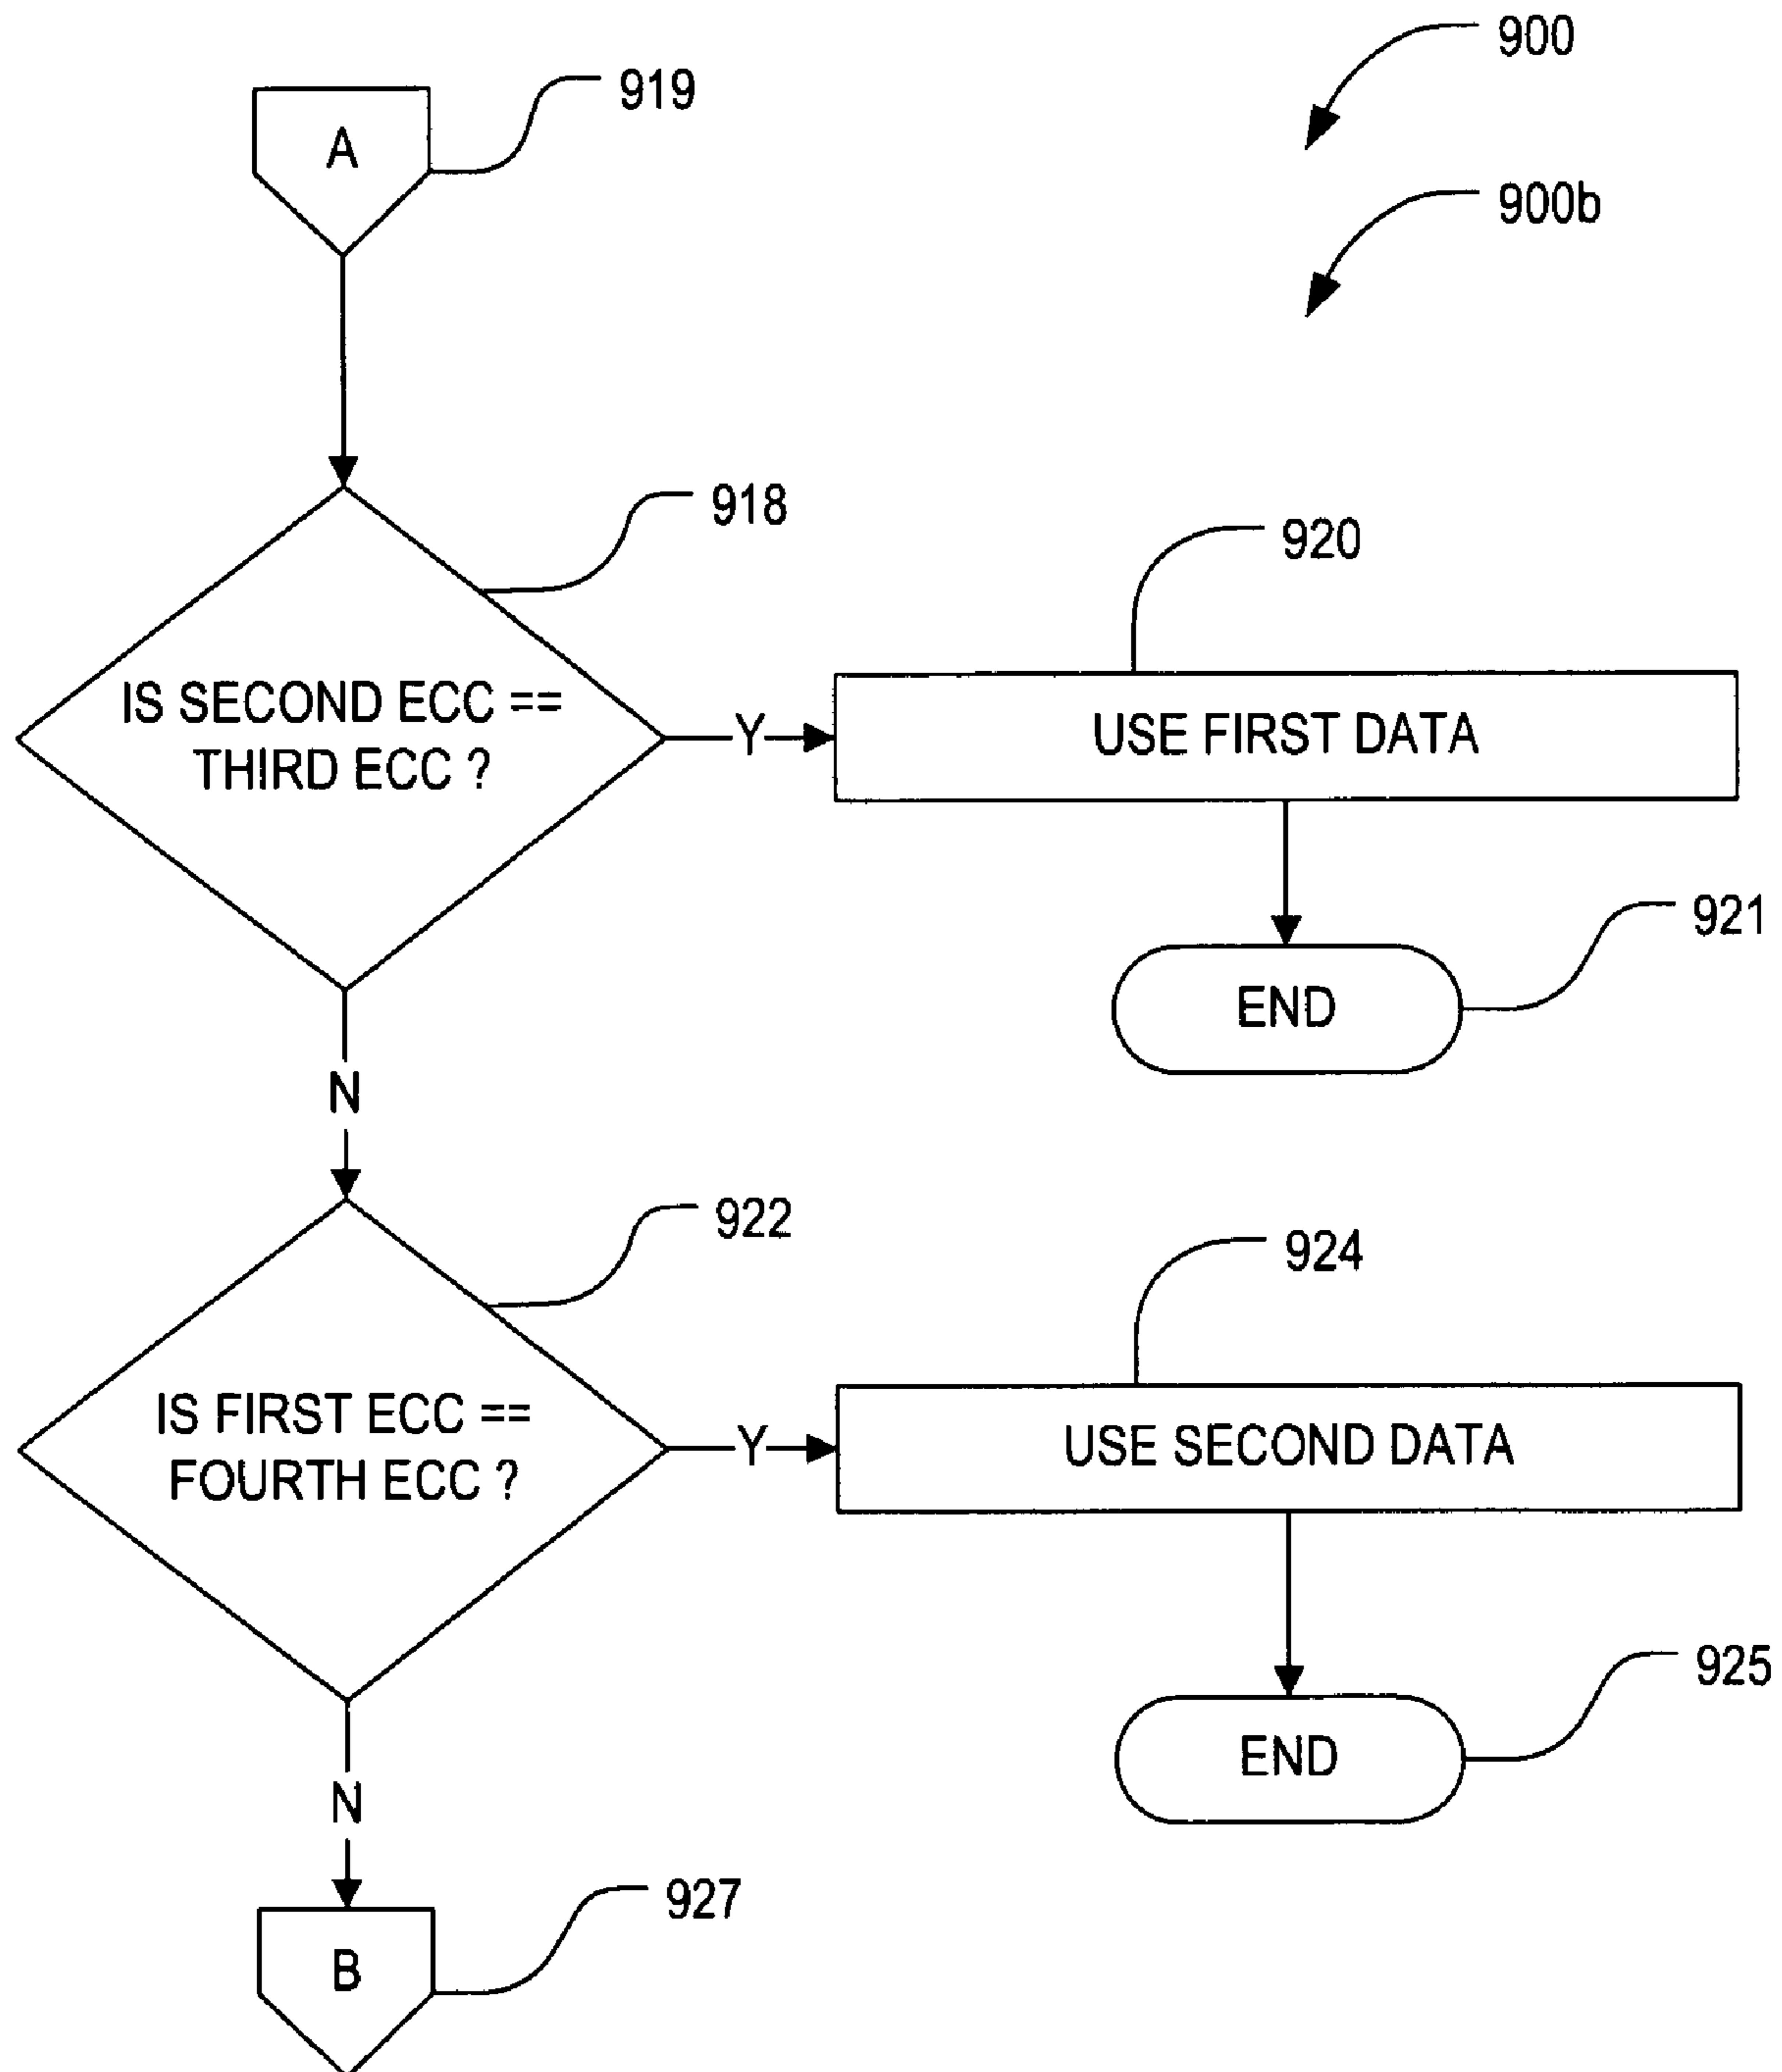 900
919
A
900b
918
920
IS SECOND ECC ==
THIRD ECC ?
Y
USE FIRST DATA
921
END
N
922
924
IS FIRST ECC ==
FOURTH ECC ?
Y
USE SECOND DATA
925
END
N
927
B